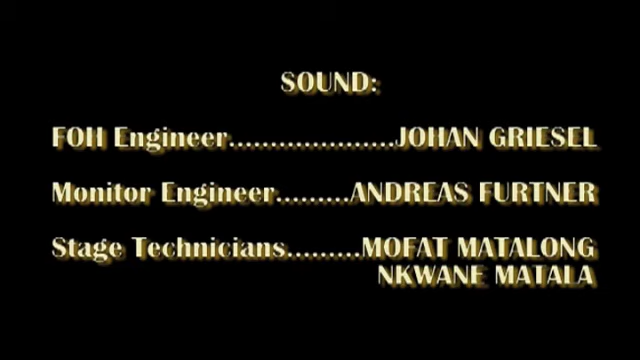 SOUND:
FOH Engineer....................JOHAN GRIESEL
Monitor Engineer.........ANDREAS FURTNER
Stage Technicians.........MOFAT MATALONG
NKWANE MATALA